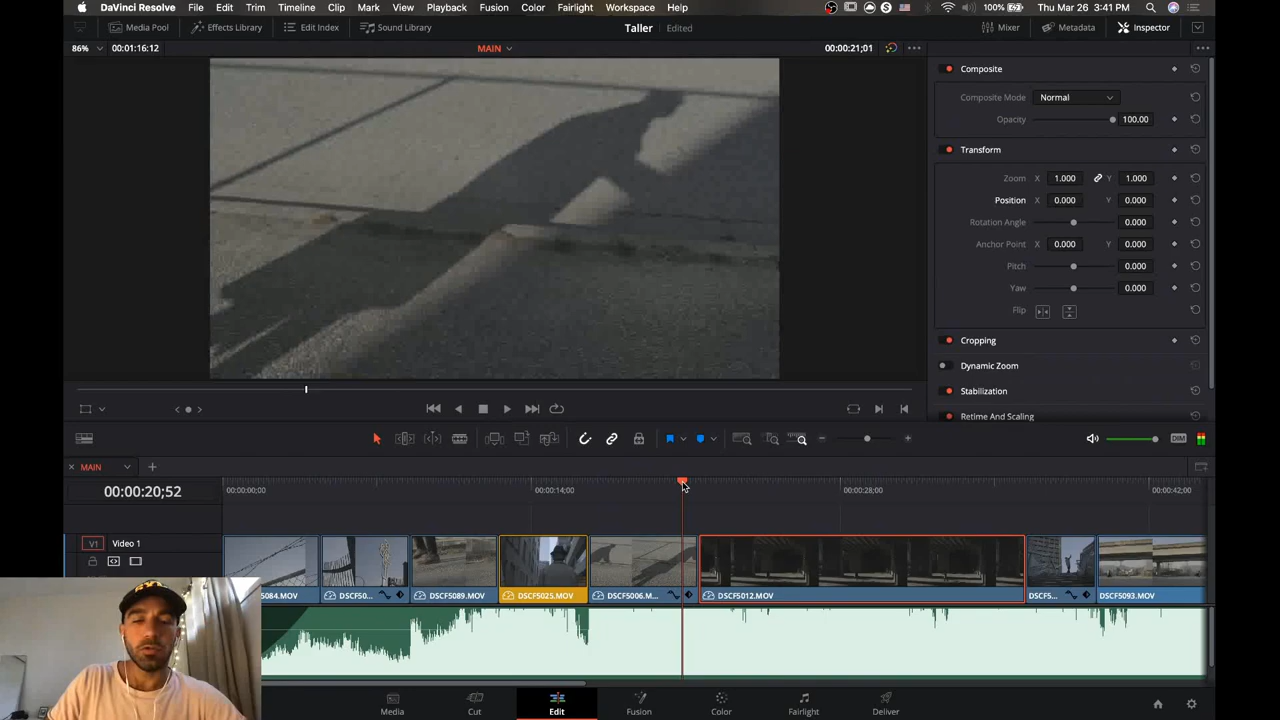 DaVinci Resolve File Edit Trim Timeline Clip Mark View Playback Fusion Color Fairlight Workspace Help 100% Thu Mar 26 3:41 PM
Media Pool Effects Library Edit Index Sound Library Taller Edited Mixer Metadata Inspector
86% 00:01:16:12 MAIN 00:00:21;01
Composite
Composite Mode Normal
Opacity 100.00
Transform
Zoom X 1.000 Y 1.000
Position X 0.000 Y 0.000
Rotation Angle 0.000
Anchor Point X 0.000 Y 0.000
Pitch 0.000
Yaw 0.000
Flip
Cropping
Dynamic Zoom
Stabilization
Retime And Scaling
DIM
MAIN
00:00:20;52 00:00:00;00 00:00:14;00 00:00:28;00 00:00:42;00
V1 Video 1
5084.MOV DSC50... DSCF5089.MOV DSCF5025.MOV DSCF5006.M... DSCF5012.MOV DSCF5... DSCF5093.MOV
Media Cut Edit Fusion Color Fairlight Deliver